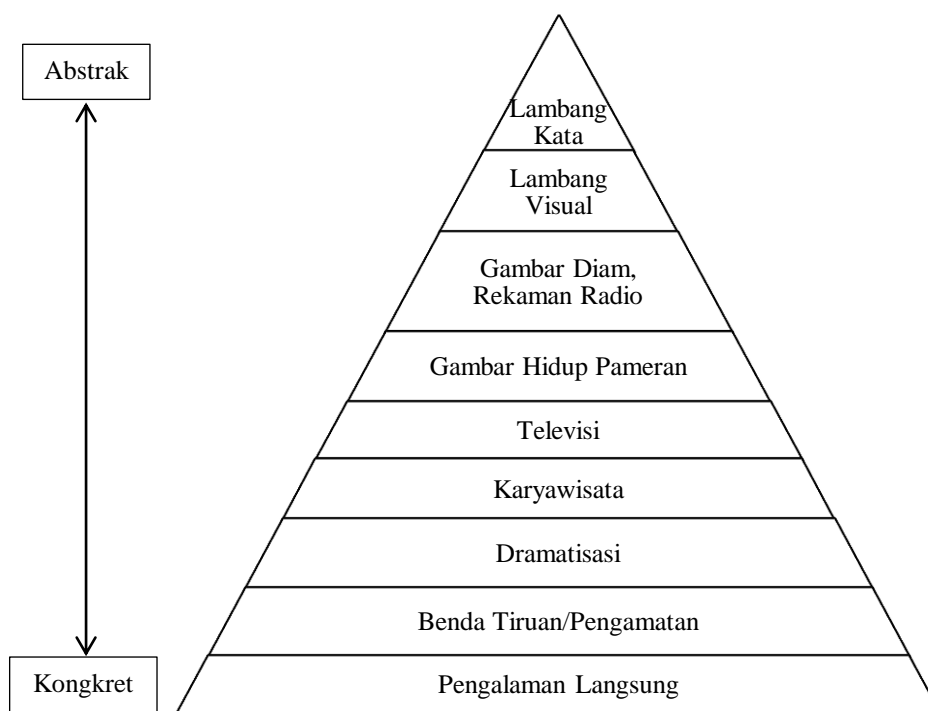 Abstrak
Lambang
Kata
Lambang
Visual
Gambar Diam,
Rekaman Radio
Gambar Hidup Pameran
Televisi
Karyawisata
Dramatisasi
Benda Tiruan/Pengamatan
Kongkret
Pengalaman Langsung